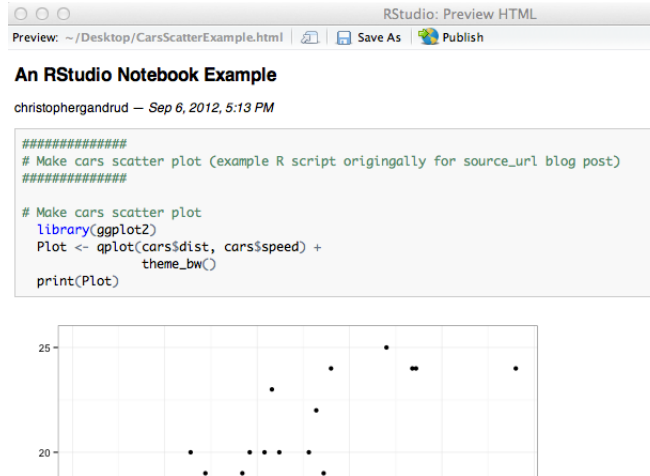 RStudio: Preview HTML
Preview: ~/Desktop/CarsScatterExample.html Save As Publish
An RStudio Notebook Example
christophergandrud — Sep 6, 2012, 5:13 PM
##############
# Make cars scatter plot (example R script origingally for source_url blog post)
##############
# Make cars scatter plot
library(ggplot2)
Plot <- qplot(cars$dist, cars$speed) +
theme_bw()
print(Plot)
25
20